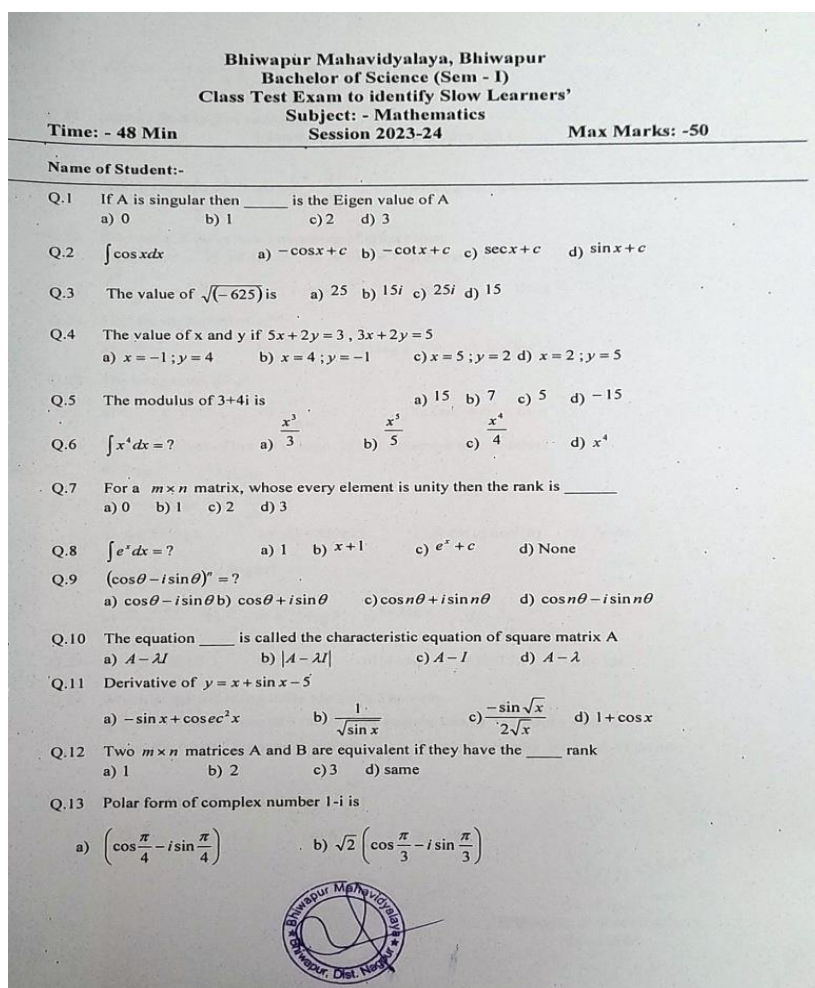 Bhiwapur Mahavidyalaya, Bhiwapur
Bachelor of Science (Sem - I)
Class Test Exam to identify Slow Learners'
Subject: - Mathematics
Time: - 48 Min Session 2023-24 Max Marks: -50
Name of Student:-
Q.1 If A is singular then _____ is the Eigen value of A
a) 0 b) 1 c) 2 d) 3
Q.2 ∫cos xdx a) −cosx+c b) −cotx+c c) secx+c d) sinx+c
Q.3 The value of √(−625) is a) 25 b) 15i c) 25i d) 15
Q.4 The value of x and y if 5x+2y=3 , 3x+2y=5
a) x=−1;y=4 b) x=4;y=−1 c) x=5;y=2 d) x=2;y=5
Q.5 The modulus of 3+4i is a) 15 b) 7 c) 5 d) −15
Q.6 ∫x⁴dx=? a) x³/3 b) x⁵/5 c) x⁴/4 d) x⁴
Q.7 For a m×n matrix, whose every element is unity then the rank is ______
a) 0 b) 1 c) 2 d) 3
Q.8 ∫eˣdx=? a) 1 b) x+1 c) eˣ+c d) None
Q.9 (cosθ−isinθ)ⁿ=?
a) cosθ−isinθ b) cosθ+isinθ c) cosnθ+isinnθ d) cosnθ−isinnθ
Q.10 The equation ____ is called the characteristic equation of square matrix A
a) A−λI b) |A−λI| c) A−I d) A−λ
Q.11 Derivative of y=x+sin x−5
a) −sin x+cosec²x b) 1/√sin x c) −sin√x/2√x d) 1+cosx
Q.12 Two m×n matrices A and B are equivalent if they have the ____ rank
a) 1 b) 2 c) 3 d) same
Q.13 Polar form of complex number 1-i is
a) (cos π/4 − i sin π/4) b) √2 (cos π/3 − i sin π/3)
Bhiwapur Mahavidyalaya
Bhiwapur, Dist. Nagpur